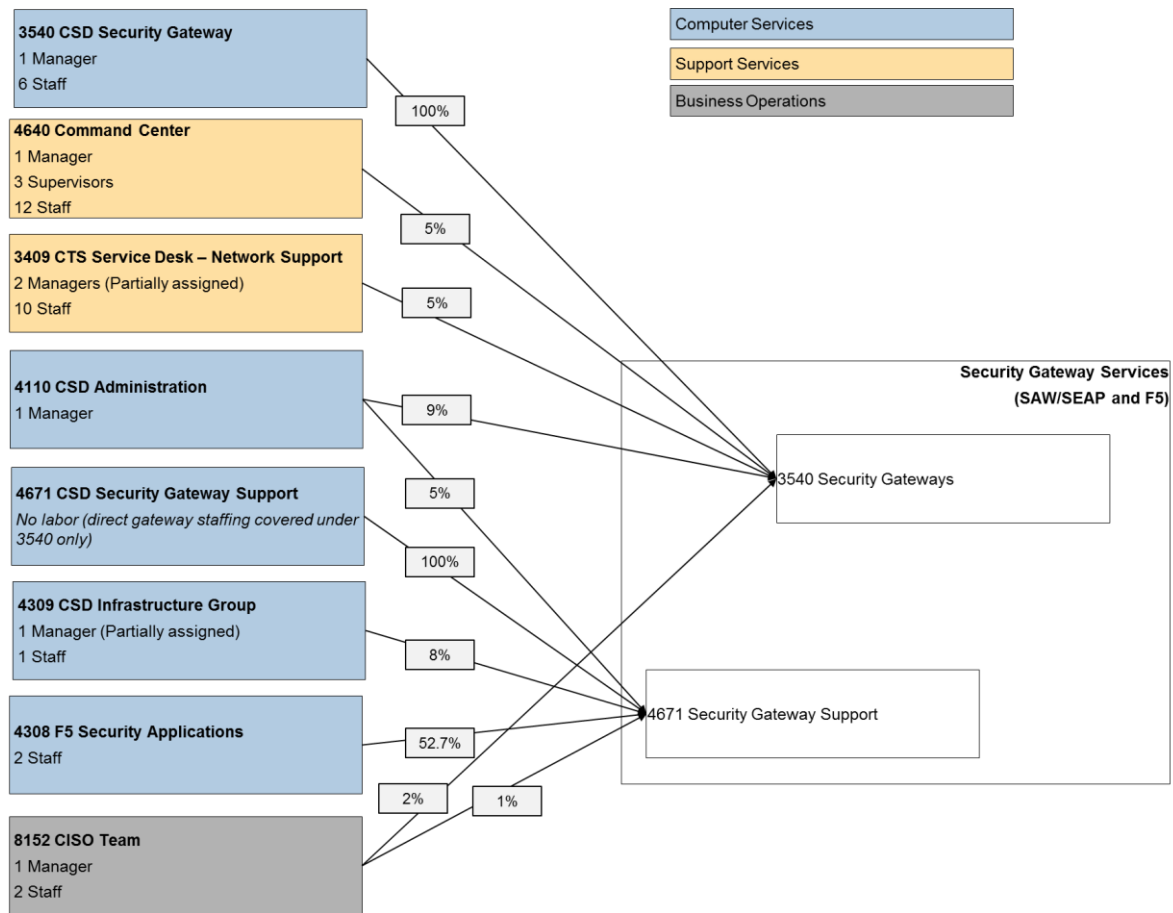 3540 CSD Security Gateway
1 Manager
6 Staff
Computer Services
Support Services
Business Operations
100%
4640 Command Center
1 Manager
3 Supervisors
12 Staff
5%
3409 CTS Service Desk – Network Support
2 Managers (Partially assigned)
10 Staff
5%
4110 CSD Administration
1 Manager
9%
5%
4671 CSD Security Gateway Support
No labor (direct gateway staffing covered under
3540 only)
100%
4309 CSD Infrastructure Group
1 Manager (Partially assigned)
1 Staff
8%
4308 F5 Security Applications
2 Staff
52.7%
8152 CISO Team
1 Manager
2 Staff
2%
1%
Security Gateway Services
(SAW/SEAP and F5)
3540 Security Gateways
4671 Security Gateway Support